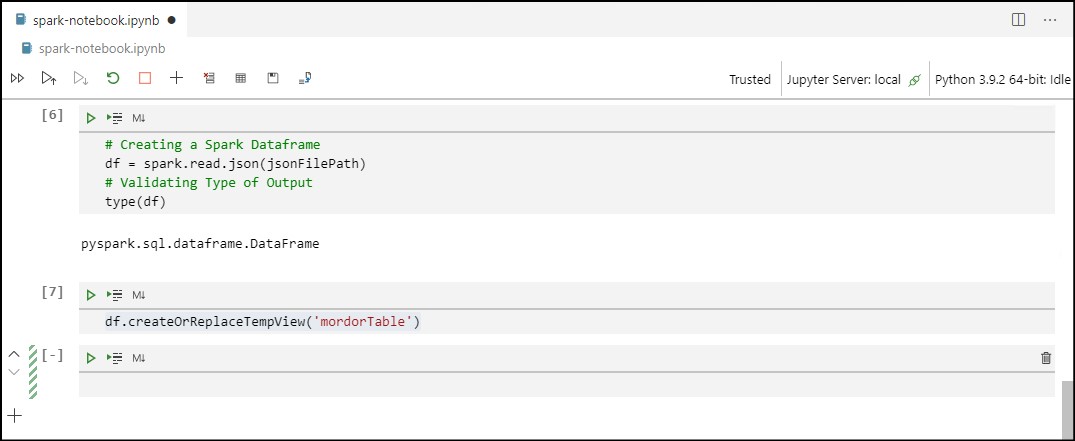 spark-notebook.ipynb ●
spark-notebook.ipynb
Trusted Jupyter Server: local Python 3.9.2 64-bit: Idle
[6]
M↓
# Creating a Spark Dataframe
df = spark.read.json(jsonFilePath)
# Validating Type of Output
type(df)
pyspark.sql.dataframe.DataFrame
[7]
M↓
df.createOrReplaceTempView('mordorTable')
[-]
M↓